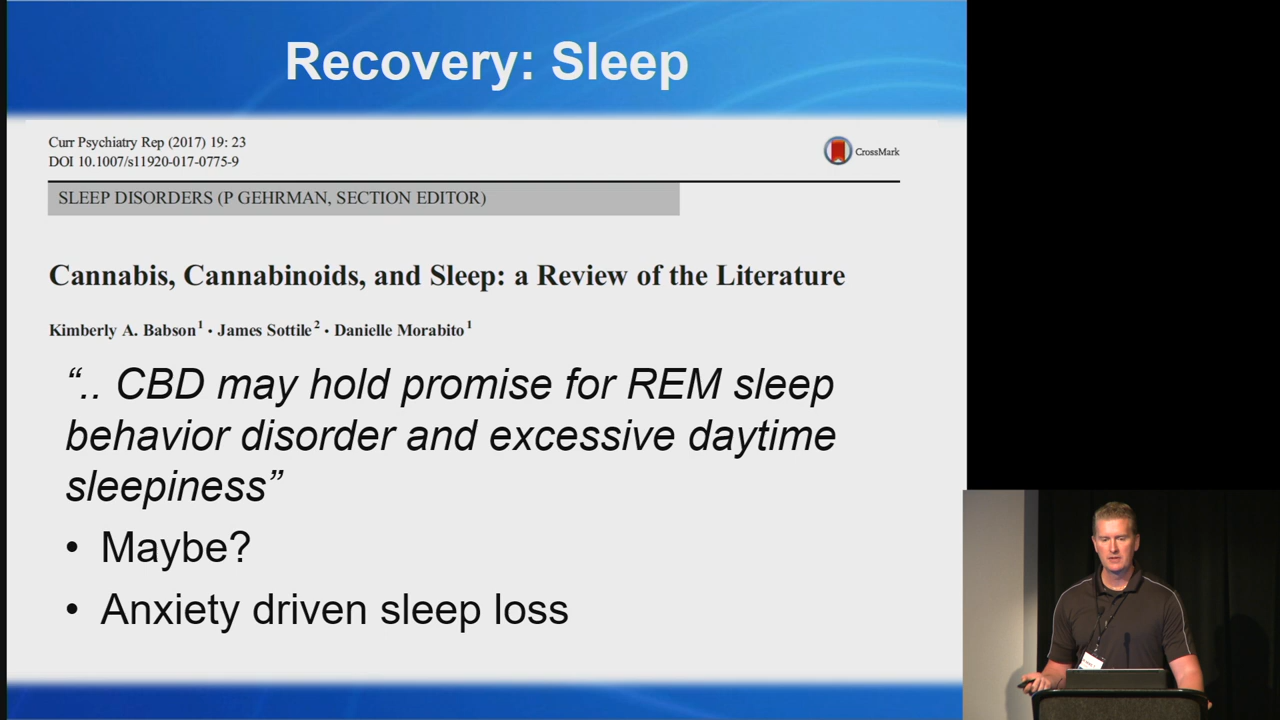 Recovery: Sleep
Curr Psychiatry Rep (2017) 19: 23
DOI 10.1007/s11920-017-0775-9
CrossMark
SLEEP DISORDERS (P GEHRMAN, SECTION EDITOR)
Cannabis, Cannabinoids, and Sleep: a Review of the Literature
Kimberly A. Babson1 • James Sottile2 • Danielle Morabito1
“.. CBD may hold promise for REM sleep
behavior disorder and excessive daytime
sleepiness”
• Maybe?
• Anxiety driven sleep loss